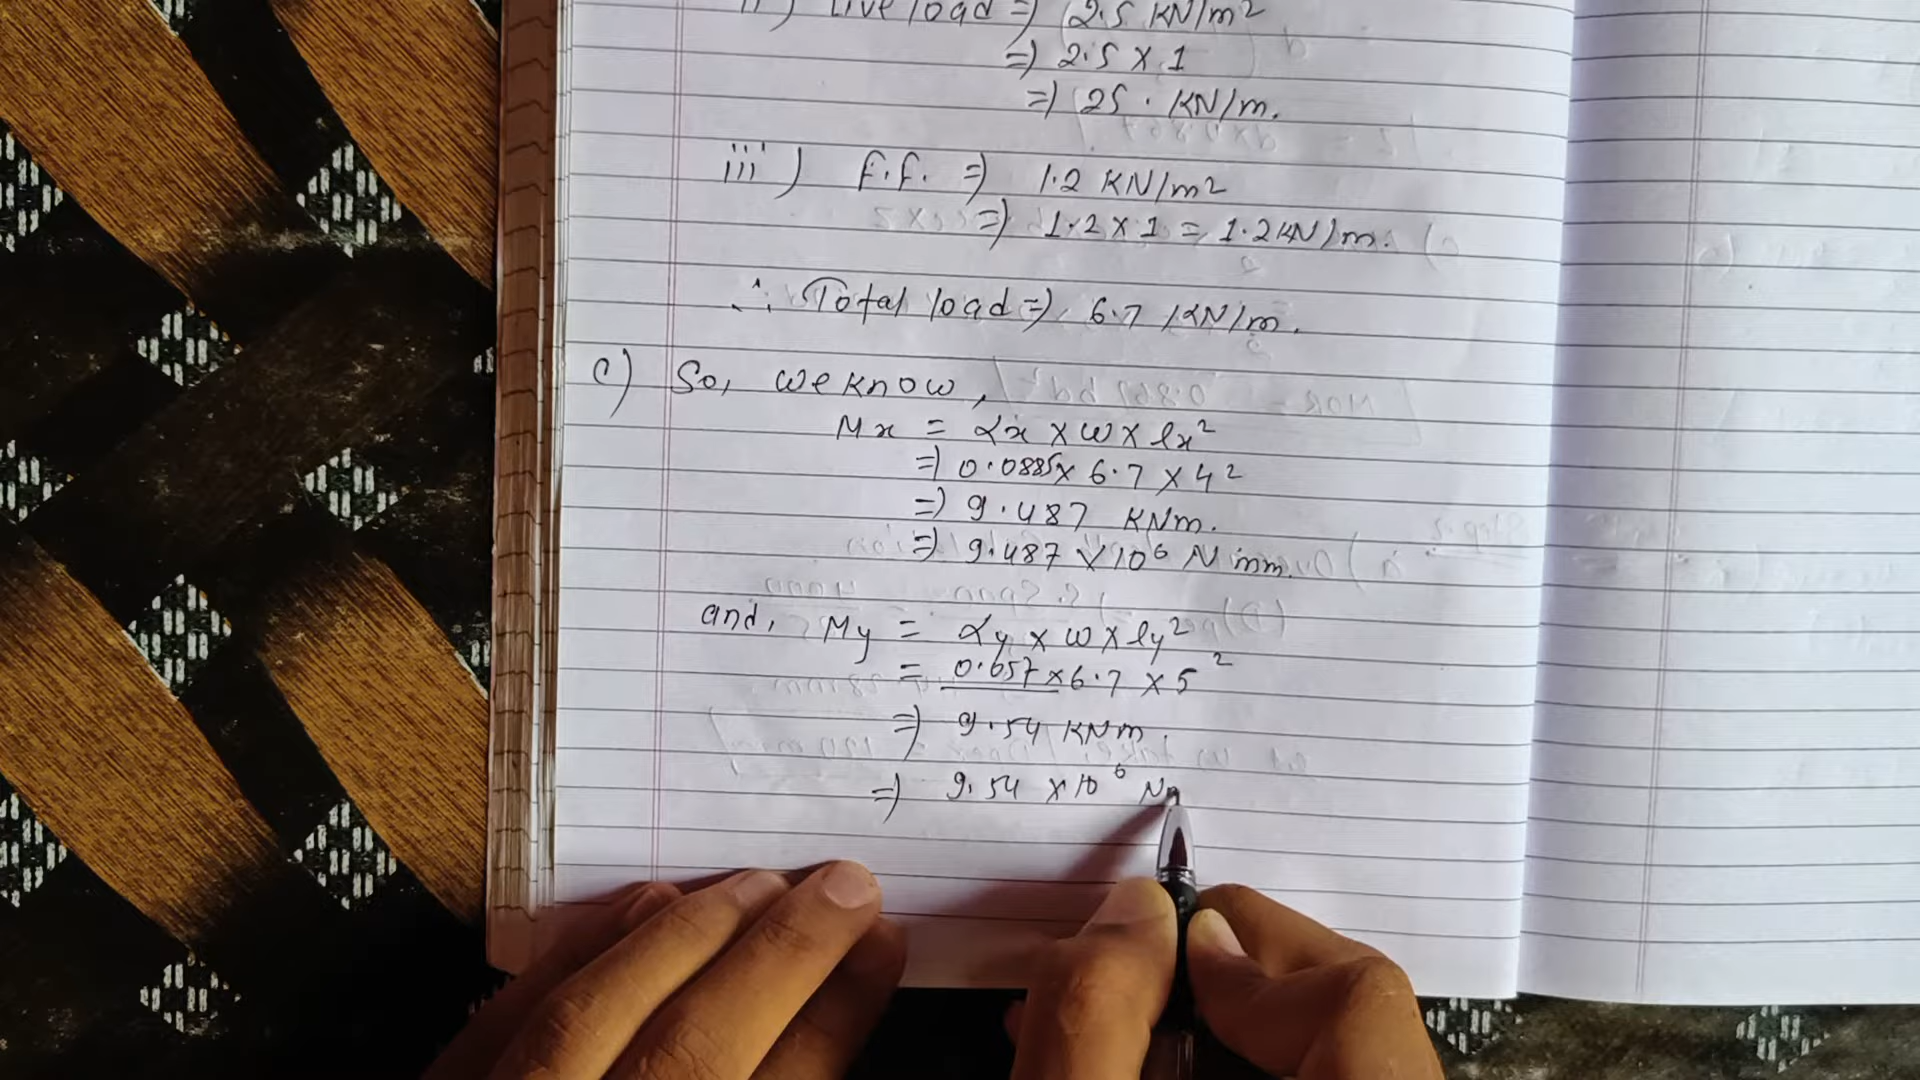 ii) Live load => 2.5 KN/m2
=> 2.5 X 1
=> 25. KN/m.
iii) F.F. => 1.2 KN/m2
=> 1.2 X 1 = 1.2 KN/m.
∴ Total load => 6.7 KN/m.
c) So, we know,
Mx = αx X w X lx²
=> 0.0885 X 6.7 X 4²
=> 9.487 KNm.
=> 9.487 X 10⁶ N mm.
and, My = αy X w X ly²
= 0.057 X 6.7 X 5²
=> 9.54 KNm.
=> 9.54 X 10⁶